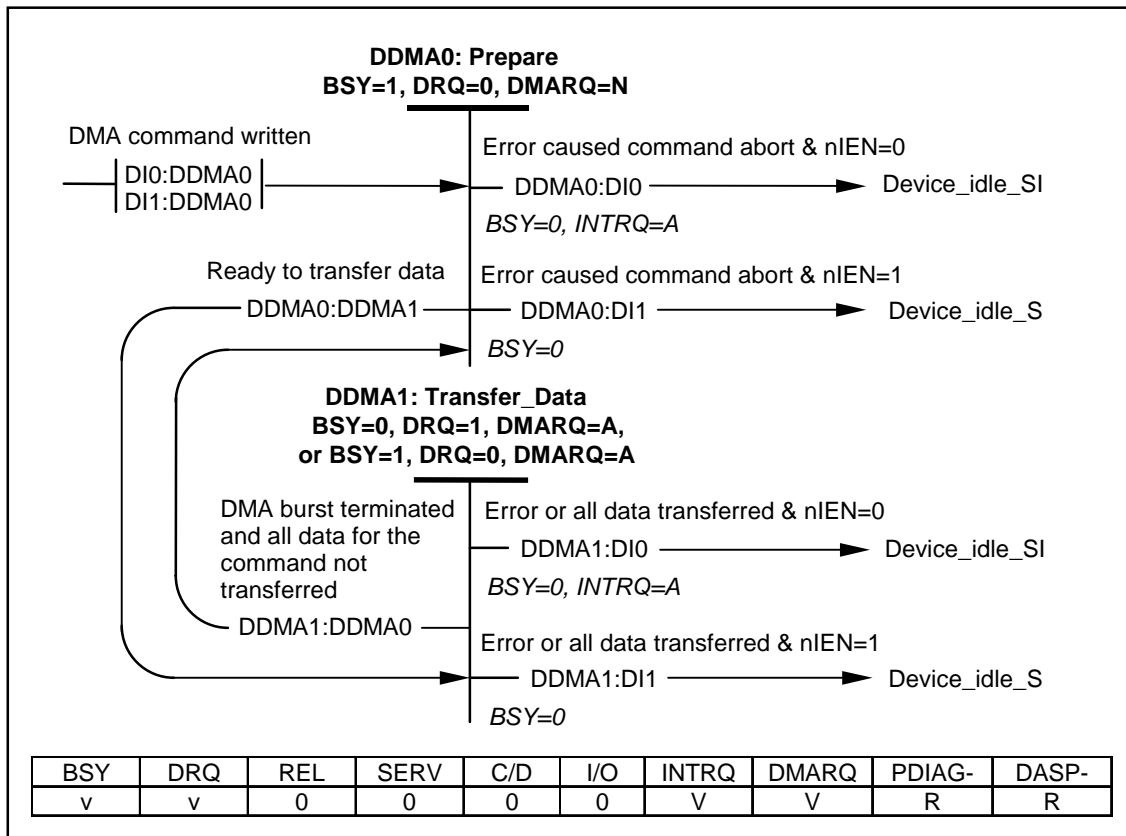 DDMA0: Prepare
BSY=1, DRQ=0, DMARQ=N
DMA command written
DI0:DDMA0
DI1:DDMA0
Error caused command abort & nIEN=0
DDMA0:DI0
Device_idle_SI
BSY=0, INTRQ=A
Ready to transfer data
DDMA0:DDMA1
Error caused command abort & nIEN=1
DDMA0:DI1
Device_idle_S
BSY=0
DDMA1: Transfer_Data
BSY=0, DRQ=1, DMARQ=A,
or BSY=1, DRQ=0, DMARQ=A
DMA burst terminated
and all data for the
command not
transferred
DDMA1:DDMA0
Error or all data transferred & nIEN=0
DDMA1:DI0
Device_idle_SI
BSY=0, INTRQ=A
Error or all data transferred & nIEN=1
DDMA1:DI1
Device_idle_S
BSY=0
BSY DRQ REL SERV C/D I/O INTRQ DMARQ PDIAG- DASP-
v v 0 0 0 0 V V R R